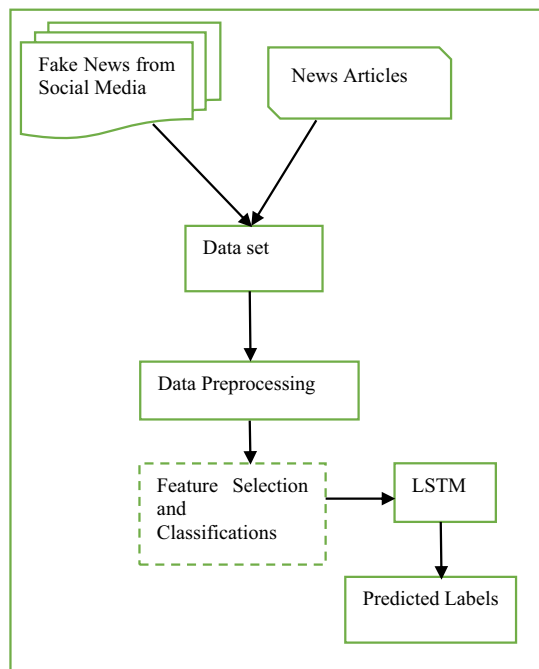 Fake News from
Social Media
News Articles
Data set
Data Preprocessing
Feature Selection
and
Classifications
LSTM
Predicted Labels